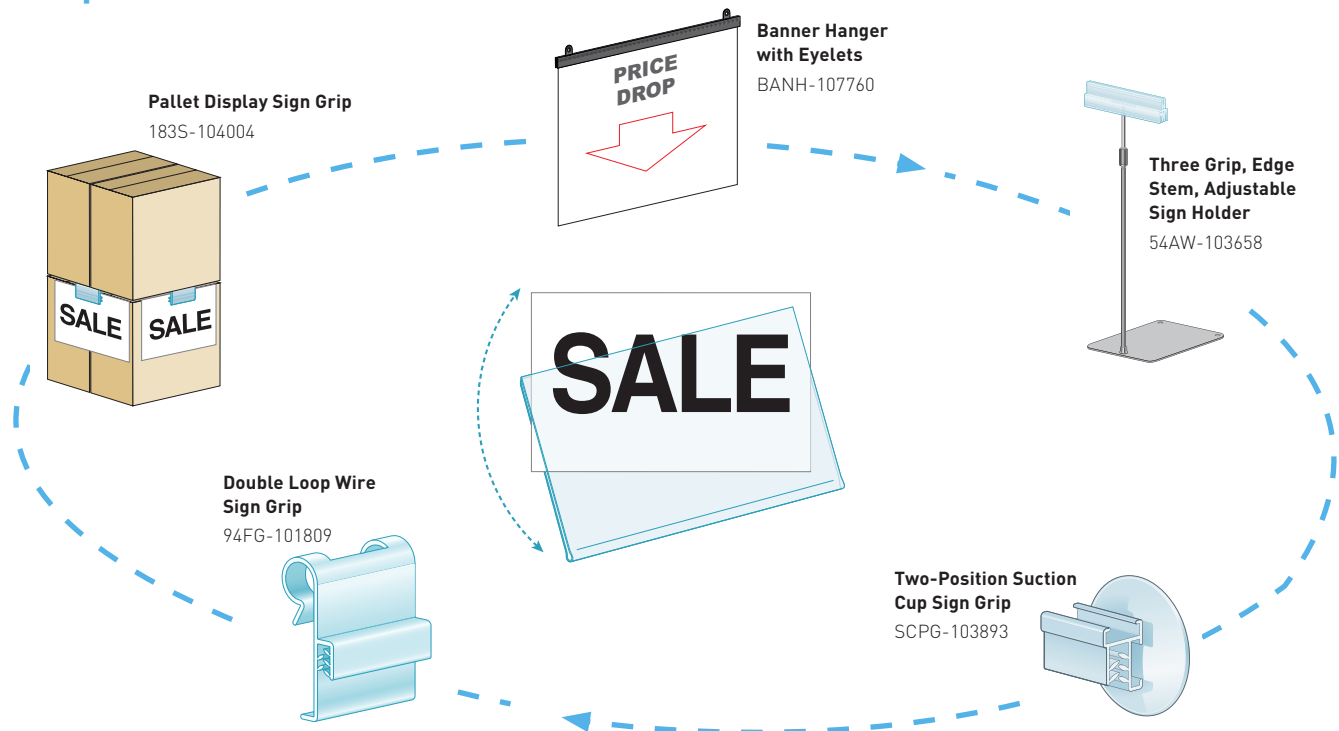 Banner Hanger
with Eyelets
BANH-107760
PRICE
DROP
Pallet Display Sign Grip
183S-104004
Three Grip, Edge
Stem, Adjustable
Sign Holder
54AW-103658
SALE
SALE
SALE
Double Loop Wire
Sign Grip
94FG-101809
Two-Position Suction
Cup Sign Grip
SCPG-103893